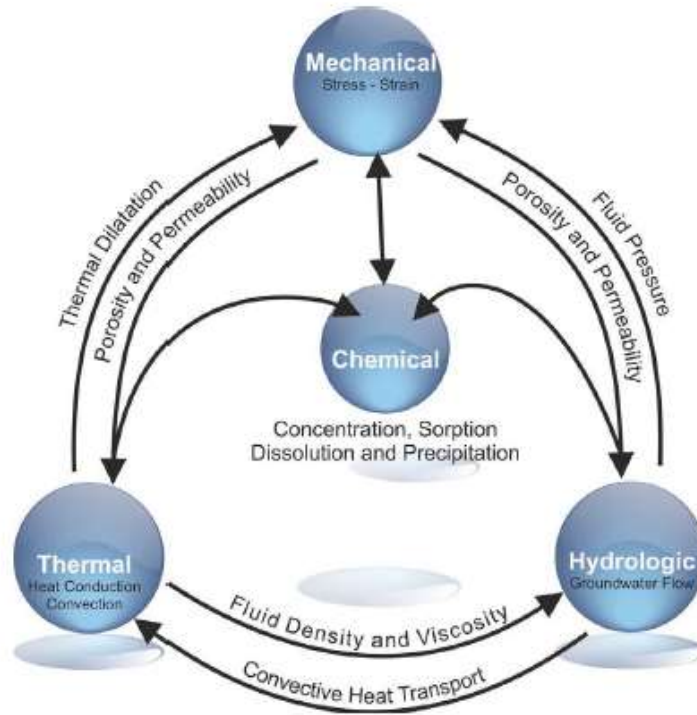 Mechanical
Stress - Strain
Thermal Dilatation
Porosity and Permeability
Porosity and Permeability
Fluid Pressure
Chemical
Concentration, Sorption
Dissolution and Precipitation
Thermal
Heat Conduction
Convection
Hydrologic
Groundwater Flow
Fluid Density and Viscosity
Convective Heat Transport